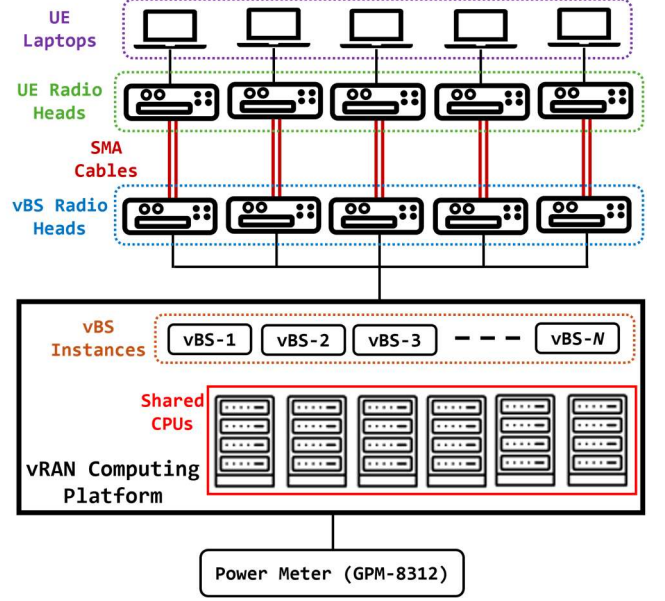 UE
Laptops
UE Radio
Heads
SMA
Cables
vBS Radio
Heads
vBS
Instances
vBS-1
vBS-2
vBS-3
vBS-N
Shared
CPUs
vRAN Computing
Platform
Power Meter (GPM-8312)